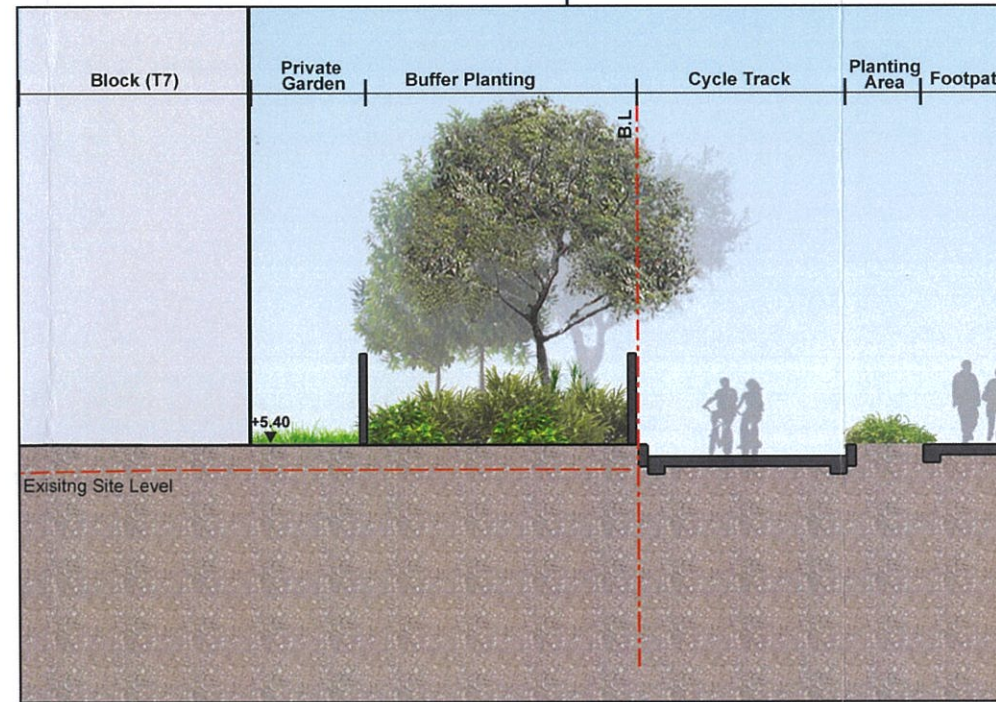 Block (T7)
Private
Garden
Buffer Planting
Cycle Track
Planting
Area
Footpat
B.L
+5.40
Exisitng Site Level